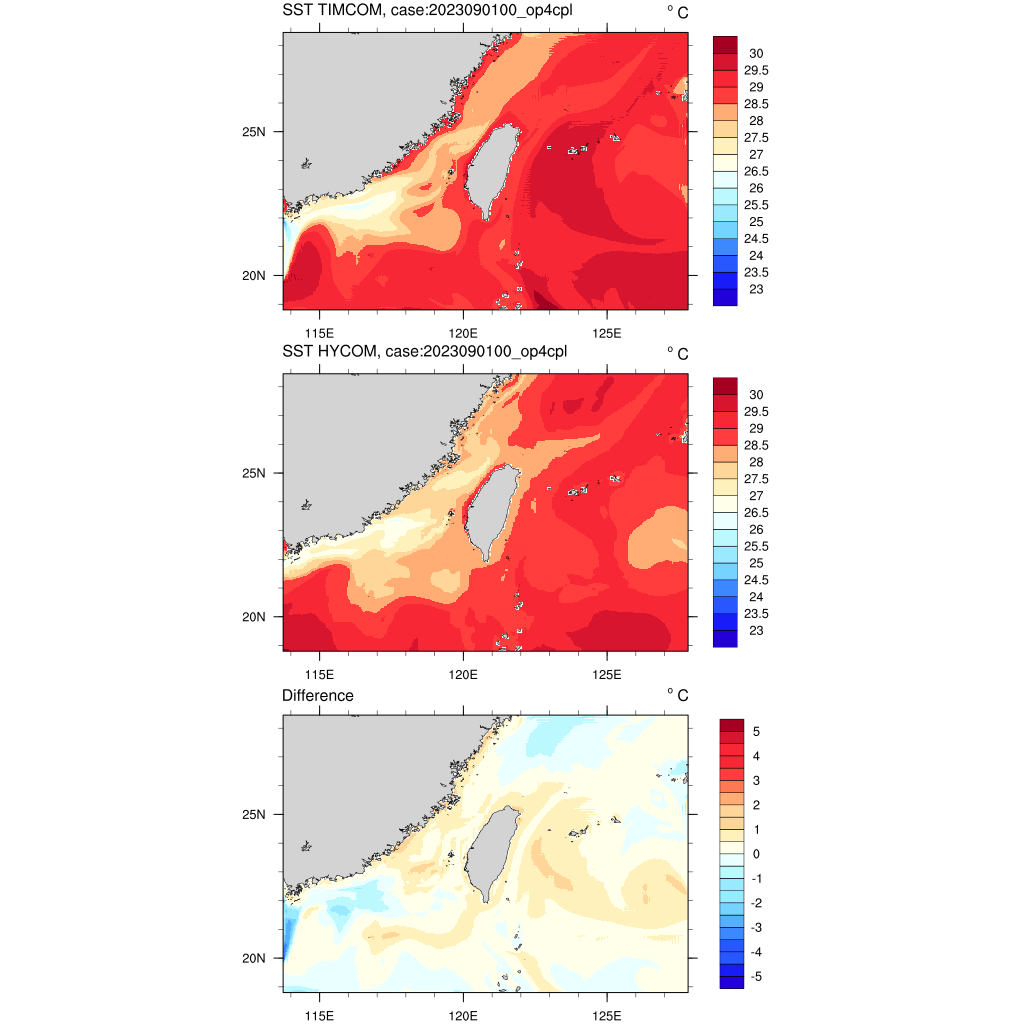 SST TIMCOM, case:2023090100_op4cpl
° C
30
29.5
29
28.5
28
27.5
27
26.5
26
25.5
25
24.5
24
23.5
23
25N
20N
115E
120E
125E
SST HYCOM, case:2023090100_op4cpl
° C
30
29.5
29
28.5
28
27.5
27
26.5
26
25.5
25
24.5
24
23.5
23
25N
20N
115E
120E
125E
Difference
° C
5
4
3
2
1
0
-1
-2
-3
-4
-5
25N
20N
115E
120E
125E